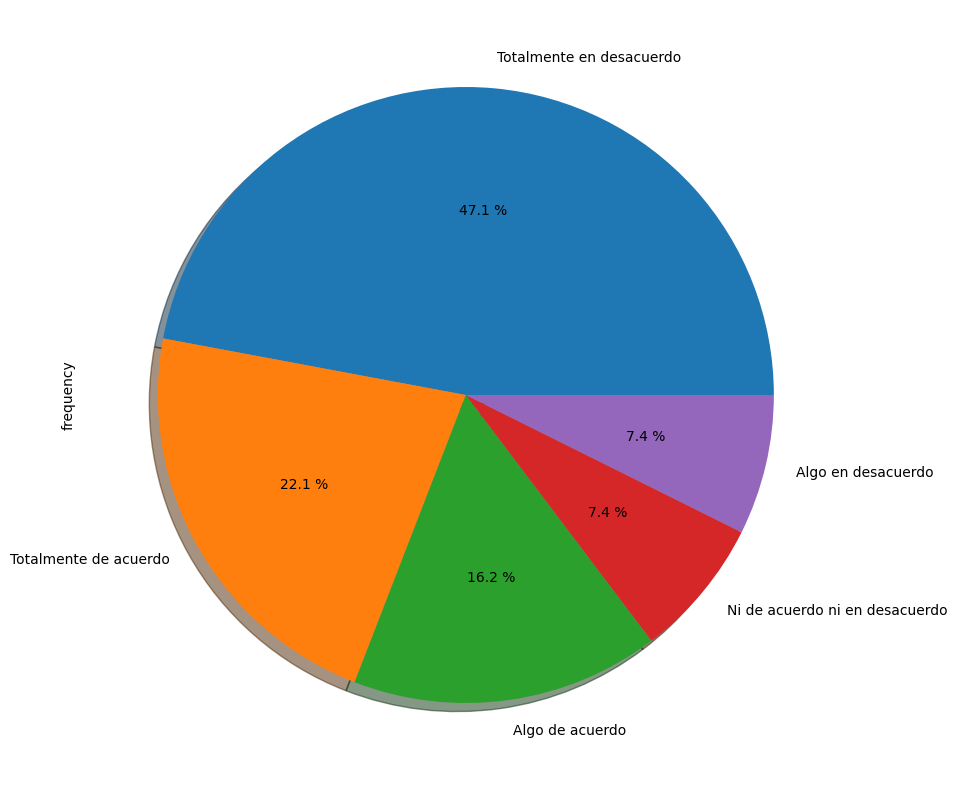 Totalmente en desacuerdo
47.1 %
frequency
7.4 %
Algo en desacuerdo
22.1 %
7.4 %
Totalmente de acuerdo
16.2 %
Ni de acuerdo ni en desacuerdo
Algo de acuerdo